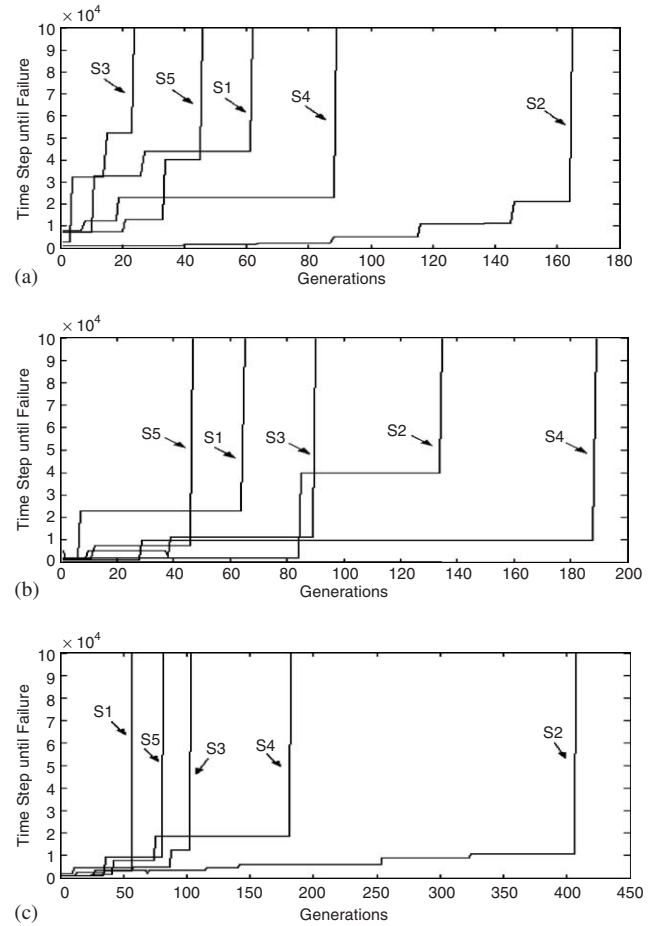 × 10⁴
10
9
8
7
6
5
4
3
2
1
0
Time Step until Failure
S3
S5
S1
S4
S2
0 20 40 60 80 100 120 140 160 180
Generations
(a)
× 10⁴
10
9
8
7
6
5
4
3
2
1
0
Time Step until Failure
S5
S1
S3
S2
S4
0 20 40 60 80 100 120 140 160 180 200
Generations
(b)
× 10⁴
10
9
8
7
6
5
4
3
2
1
0
Time Step until Failure
S1
S5
S3
S4
S2
0 50 100 150 200 250 300 350 400 450
Generations
(c)